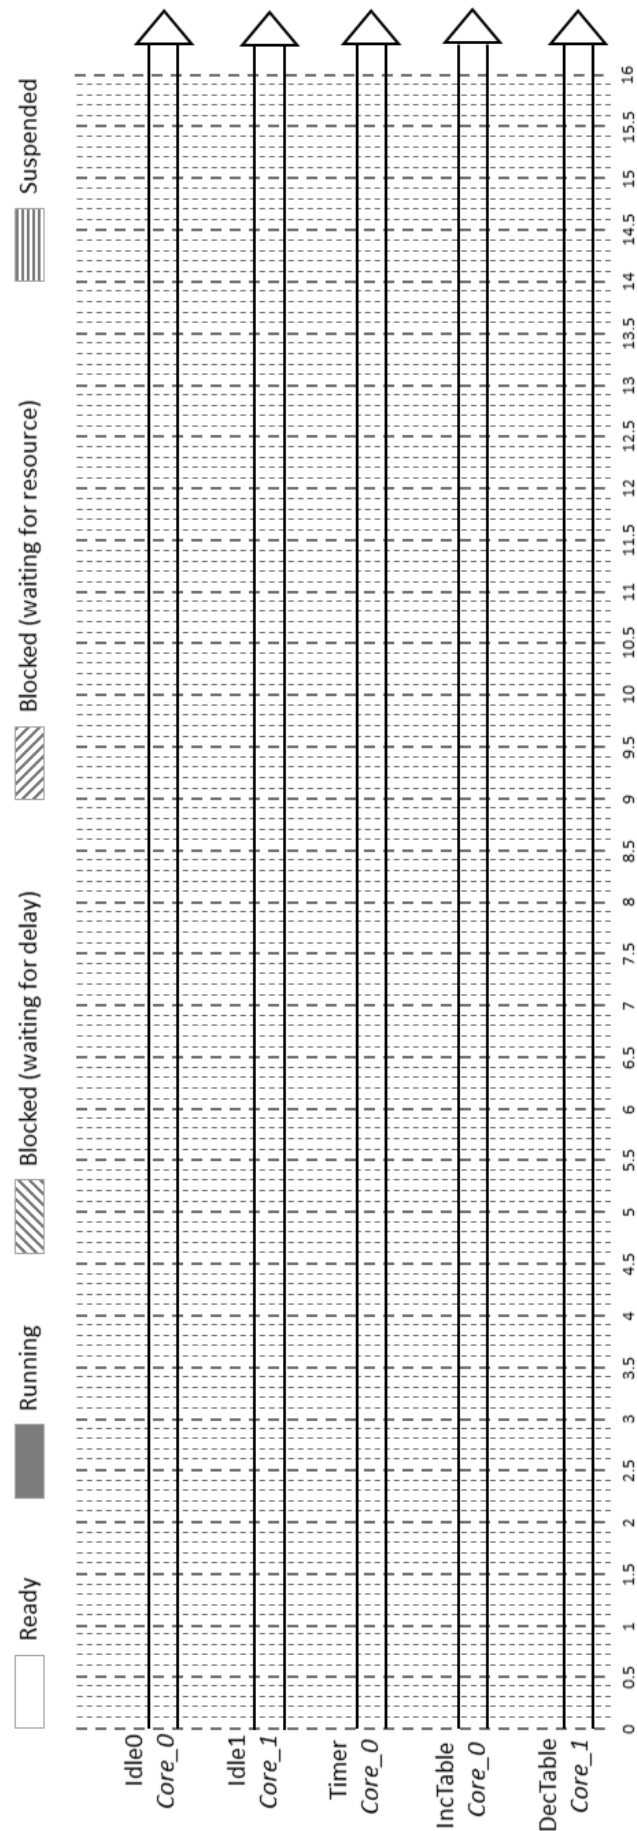 Ready Running Blocked (waiting for delay) Blocked (waiting for resource) Suspended
Idle0
Core_0
Idle1
Core_1
Timer
Core_0
IncTable
Core_0
DecTable
Core_1
0 0.5 1 1.5 2 2.5 3 3.5 4 4.5 5 5.5 6 6.5 7 7.5 8 8.5 9 9.5 10 10.5 11 11.5 12 12.5 13 13.5 14 14.5 15 15.5 16